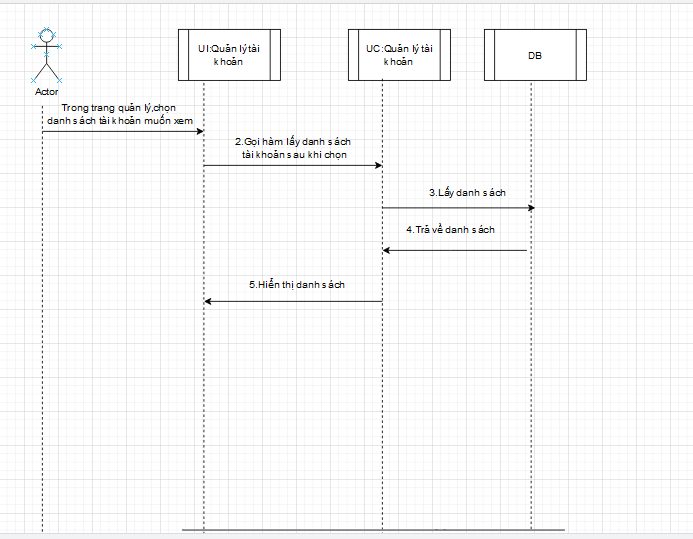 UI:Quản lý tài
khoản
UC:Quản lý tài
khoản
DB
Actor
Trong trang quản lý,chọn
danh sách tài khoản muốn xem
2.Gọi hàm lấy danh sách
tài khoản sau khi chọn
3.Lấy danh sách
4.Trả về danh sách
5.Hiển thị danh sách